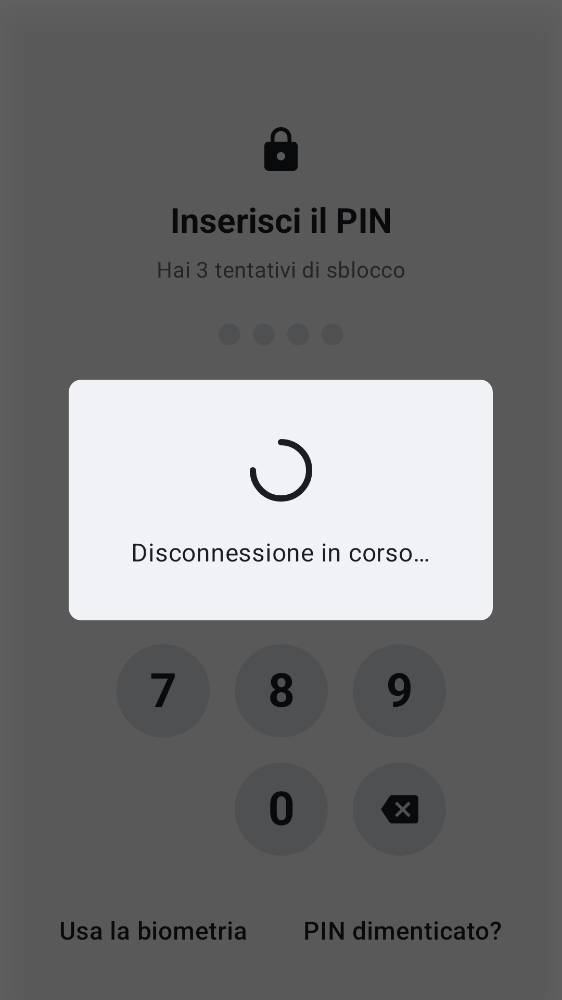 Inserisci il PIN
Hai 3 tentativi di sblocco
Disconnessione in corso...
7 8 9
0
Usa la biometria PIN dimenticato?